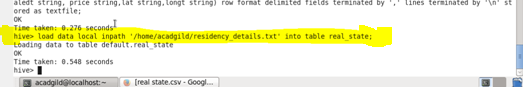 aledt string, price string,lat string,longt string) row format delimited fields terminated by ',' lines terminated by '\n' st
ored as textfile;
OK
Time taken: 0.276 seconds
hive> load data local inpath '/home/acadgild/residency_details.txt' into table real_state;
Loading data to table default.real_state
OK
Time taken: 0.548 seconds
hive>
acadgild@localhost:~ [real state.csv - Googl...